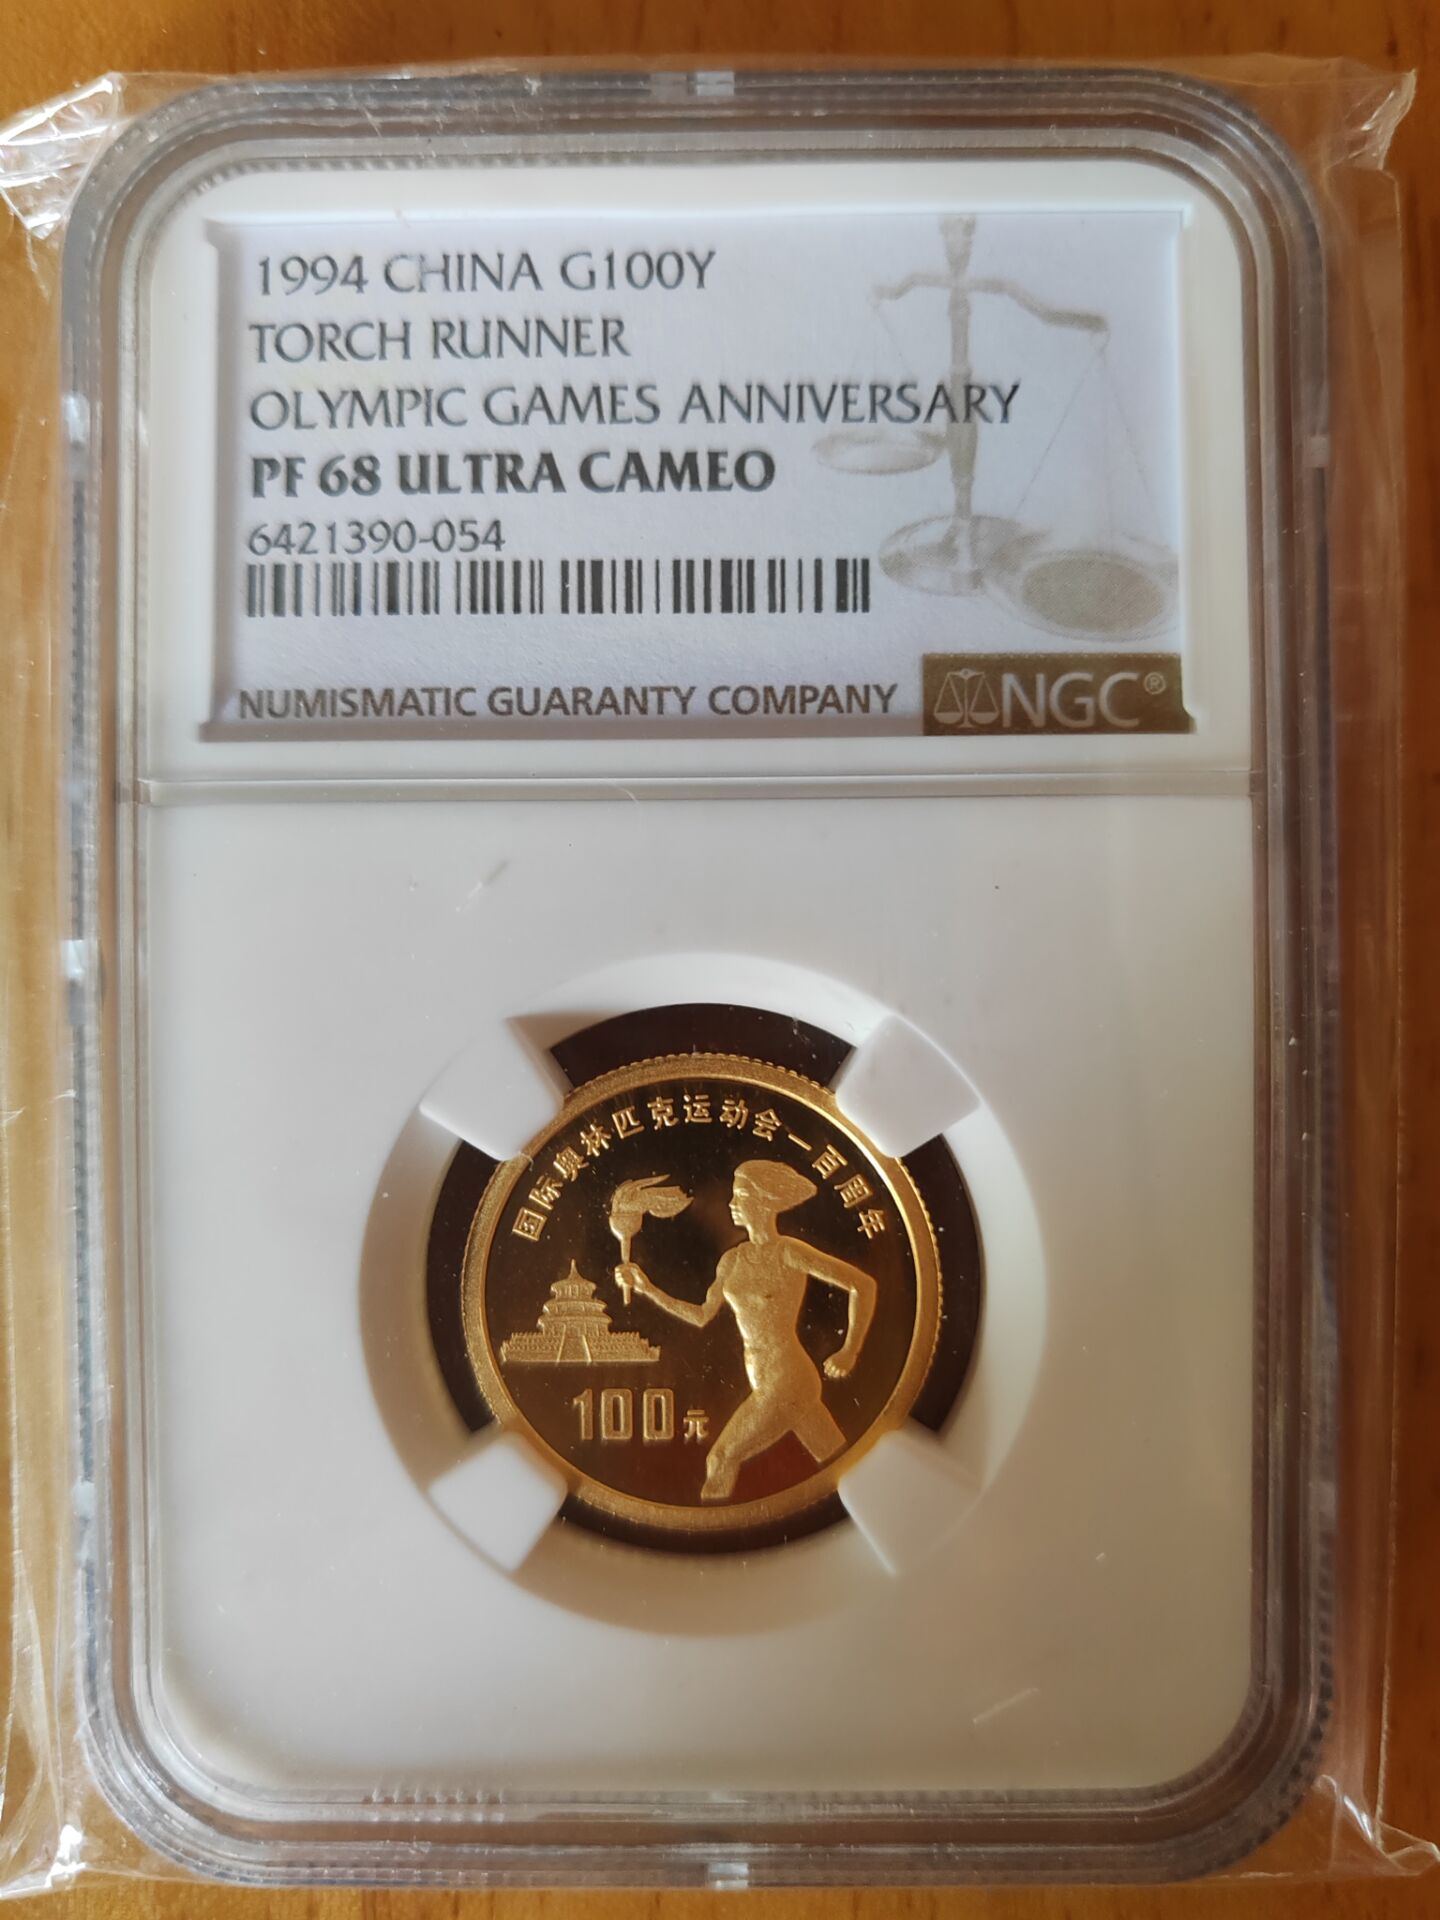 1994 CHINA G100Y
TORCH RUNNER
OLYMPIC GAMES ANNIVERSARY
PF 68 ULTRA CAMEO
6421390-054
NUMISMATIC GUARANTY COMPANY
NGC®
国际奥林匹克运动会一百周年
100元